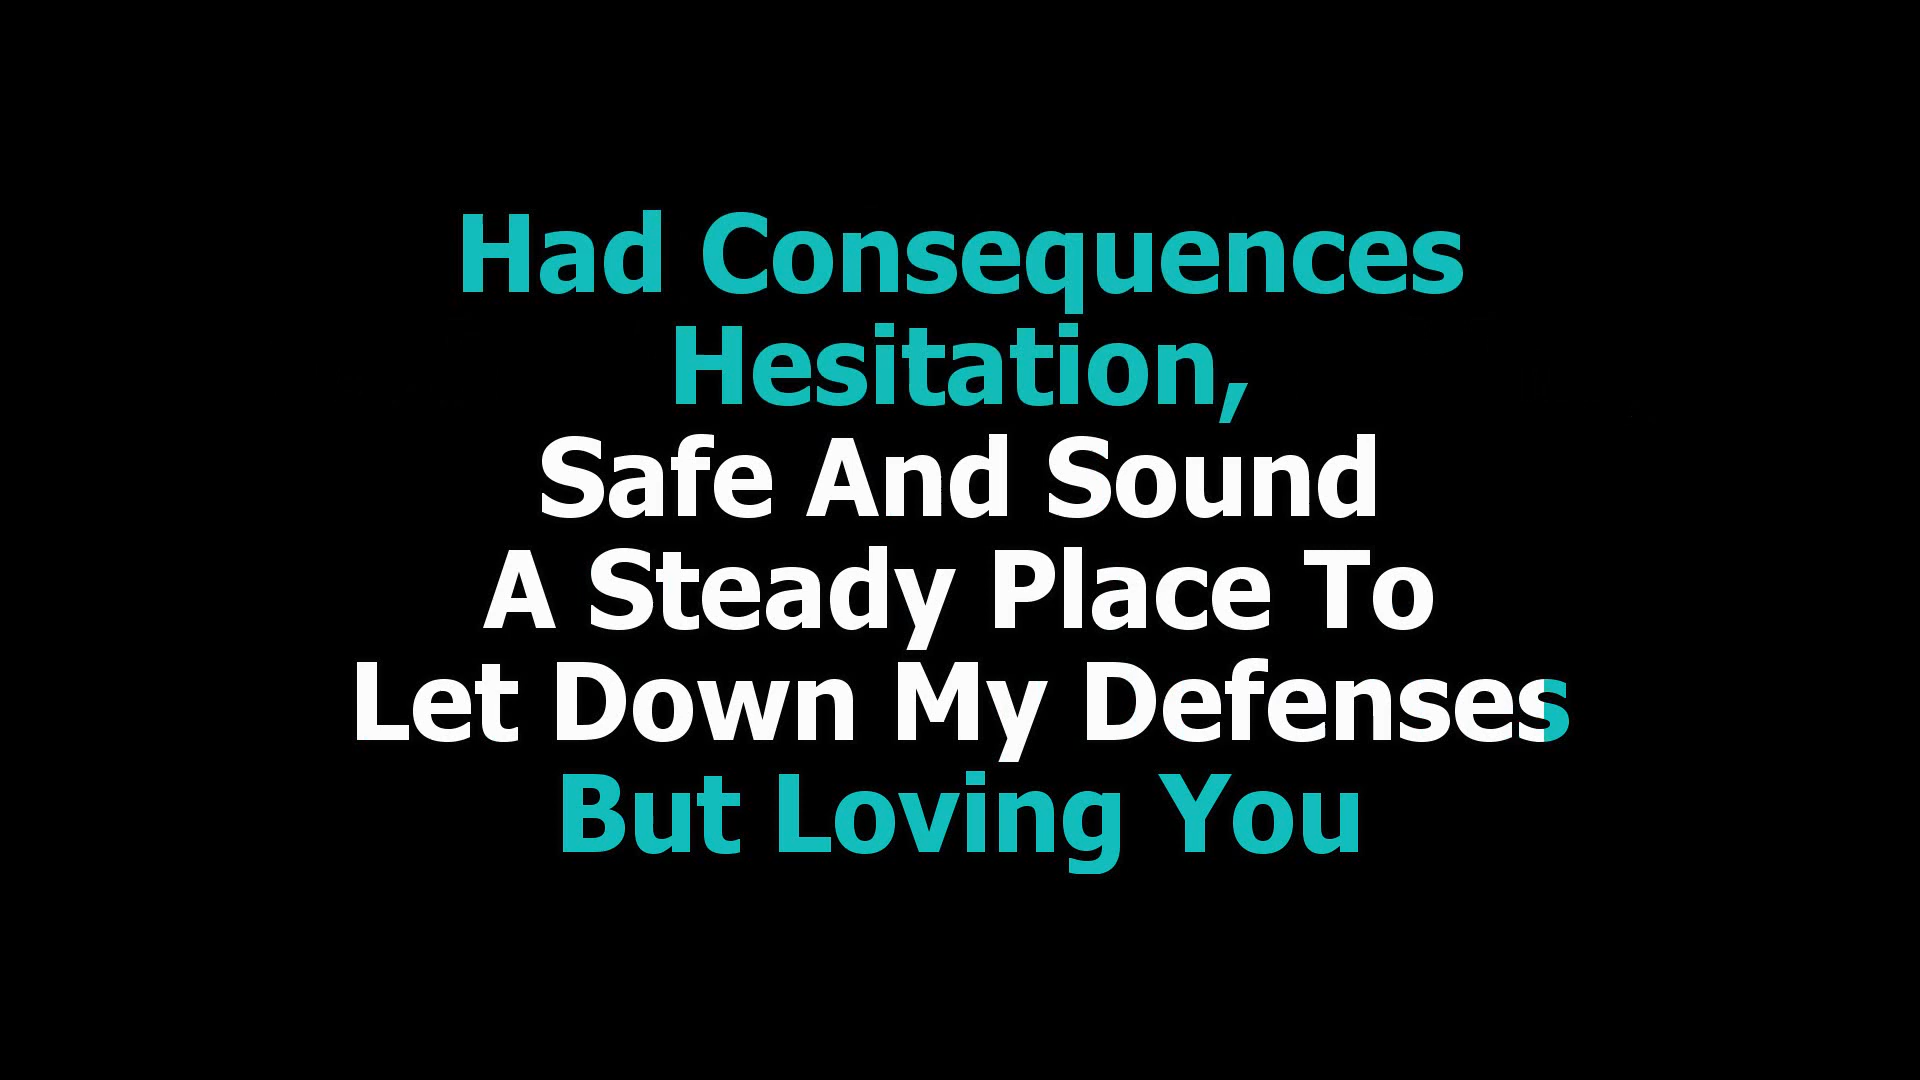 Had Consequences
Hesitation,
Safe And Sound
A Steady Place To
Let Down My Defenses
But Loving You